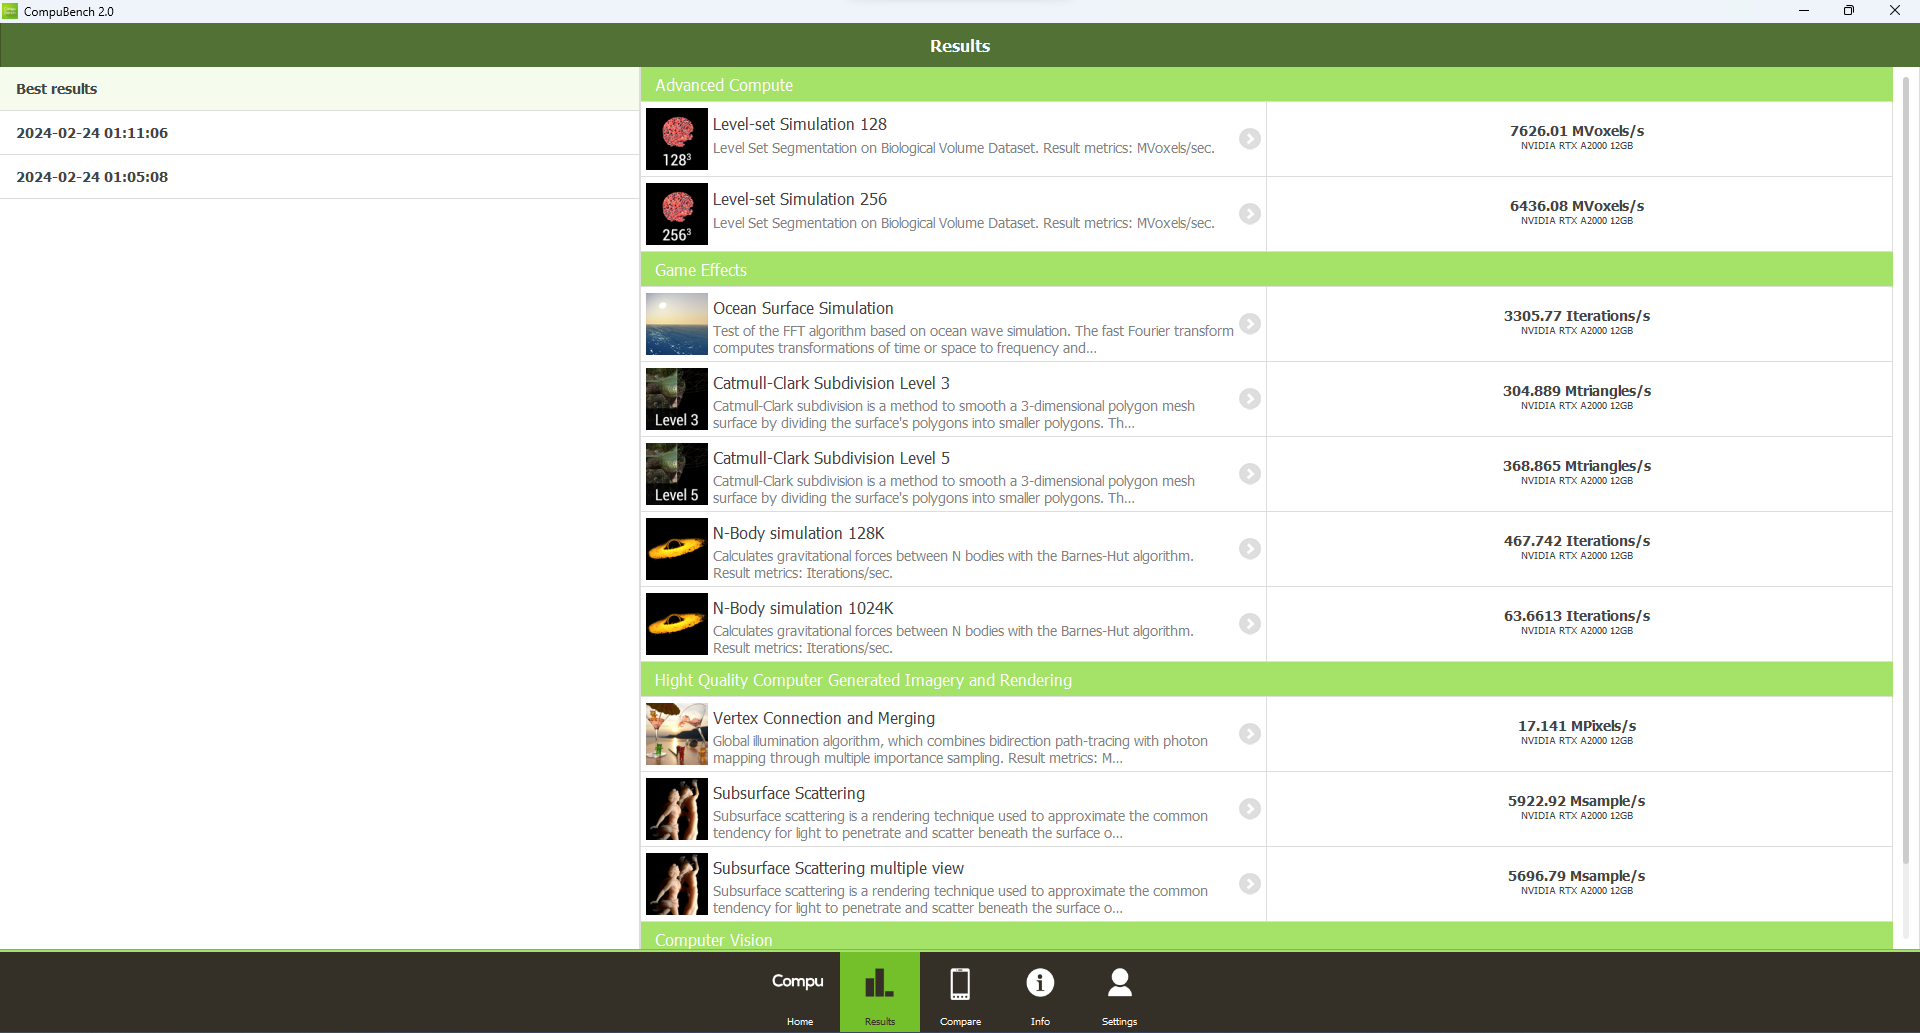 CompuBench 2.0
Results
Best results
2024-02-24 01:11:06
2024-02-24 01:05:08
Advanced Compute
128³
Level-set Simulation 128
Level Set Segmentation on Biological Volume Dataset. Result metrics: MVoxels/sec.
7626.01 MVoxels/s
NVIDIA RTX A2000 12GB
256³
Level-set Simulation 256
Level Set Segmentation on Biological Volume Dataset. Result metrics: MVoxels/sec.
6436.08 MVoxels/s
NVIDIA RTX A2000 12GB
Game Effects
Ocean Surface Simulation
Test of the FFT algorithm based on ocean wave simulation. The fast Fourier transform
computes transformations of time or space to frequency and...
3305.77 Iterations/s
NVIDIA RTX A2000 12GB
Level 3
Catmull-Clark Subdivision Level 3
Catmull-Clark subdivision is a method to smooth a 3-dimensional polygon mesh
surface by dividing the surface's polygons into smaller polygons. Th...
304.889 Mtriangles/s
NVIDIA RTX A2000 12GB
Level 5
Catmull-Clark Subdivision Level 5
Catmull-Clark subdivision is a method to smooth a 3-dimensional polygon mesh
surface by dividing the surface's polygons into smaller polygons. Th...
368.865 Mtriangles/s
NVIDIA RTX A2000 12GB
N-Body simulation 128K
Calculates gravitational forces between N bodies with the Barnes-Hut algorithm.
Result metrics: Iterations/sec.
467.742 Iterations/s
NVIDIA RTX A2000 12GB
N-Body simulation 1024K
Calculates gravitational forces between N bodies with the Barnes-Hut algorithm.
Result metrics: Iterations/sec.
63.6613 Iterations/s
NVIDIA RTX A2000 12GB
Hight Quality Computer Generated Imagery and Rendering
Vertex Connection and Merging
Global illumination algorithm, which combines bidirection path-tracing with photon
mapping through multiple importance sampling. Result metrics: M...
17.141 MPixels/s
NVIDIA RTX A2000 12GB
Subsurface Scattering
Subsurface scattering is a rendering technique used to approximate the common
tendency for light to penetrate and scatter beneath the surface o...
5922.92 Msample/s
NVIDIA RTX A2000 12GB
Subsurface Scattering multiple view
Subsurface scattering is a rendering technique used to approximate the common
tendency for light to penetrate and scatter beneath the surface o...
5696.79 Msample/s
NVIDIA RTX A2000 12GB
Computer Vision
Compu
Home
Results
Compare
Info
Settings